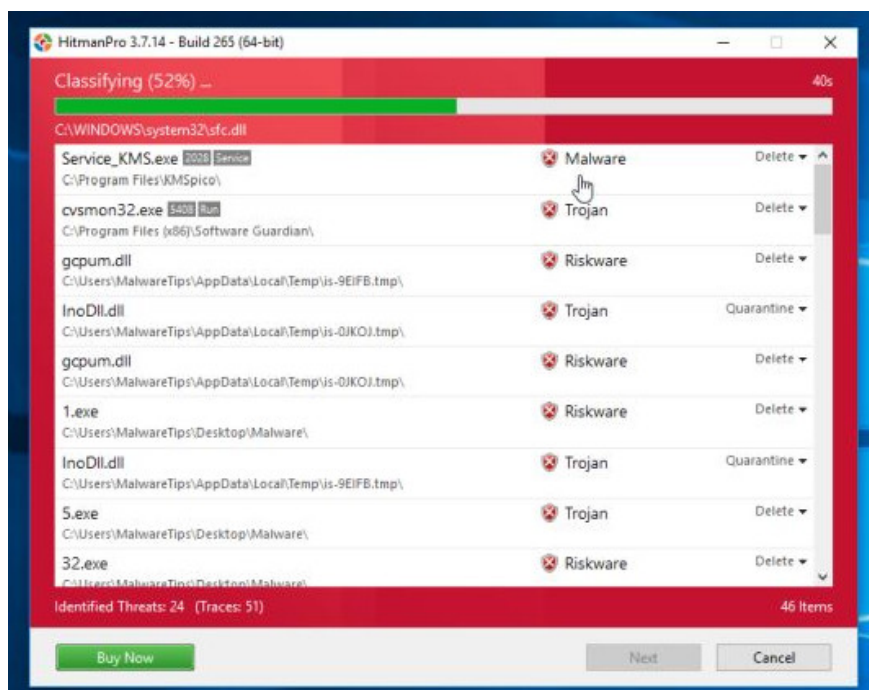 HitmanPro 3.7.14 - Build 265 (64-bit)
Classifying (52%) ...
40s
C:\WINDOWS\system32\sfc.dll
Service_KMS.exe 2028 Service Malware Delete
C:\Program Files\KMSpico\
cvsmon32.exe 5408 Run Trojan Delete
C:\Program Files (x86)\Software Guardian\
gcpum.dll Riskware Delete
C:\Users\MalwareTips\AppData\Local\Temp\is-9EIFB.tmp\
InoDll.dll Trojan Quarantine
C:\Users\MalwareTips\AppData\Local\Temp\is-0JKOJ.tmp\
gcpum.dll Riskware Delete
C:\Users\MalwareTips\AppData\Local\Temp\is-0JKOJ.tmp\
1.exe Riskware Delete
C:\Users\MalwareTips\Desktop\Malware\
InoDll.dll Trojan Quarantine
C:\Users\MalwareTips\AppData\Local\Temp\is-9EIFB.tmp\
5.exe Trojan Delete
C:\Users\MalwareTips\Desktop\Malware\
32.exe Riskware Delete
C:\Users\MalwareTips\Desktop\Malware\
Identified Threats: 24 (Traces: 51) 46 Items
Buy Now Next Cancel